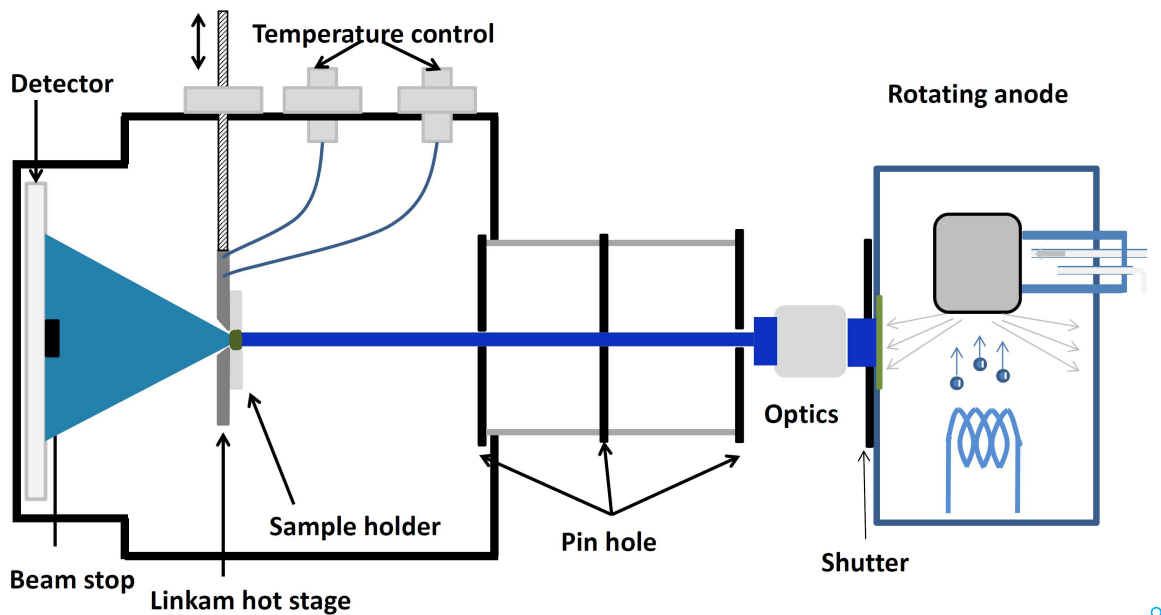 Temperature control
Detector
Rotating anode
Optics
Sample holder
Pin hole
Shutter
Beam stop
Linkam hot stage